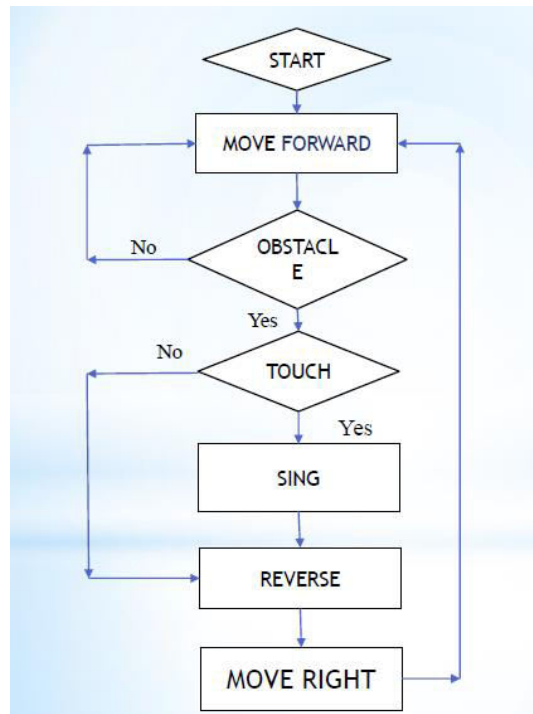 START
MOVE FORWARD
No
OBSTACL
E
Yes
No
TOUCH
Yes
SING
REVERSE
MOVE RIGHT